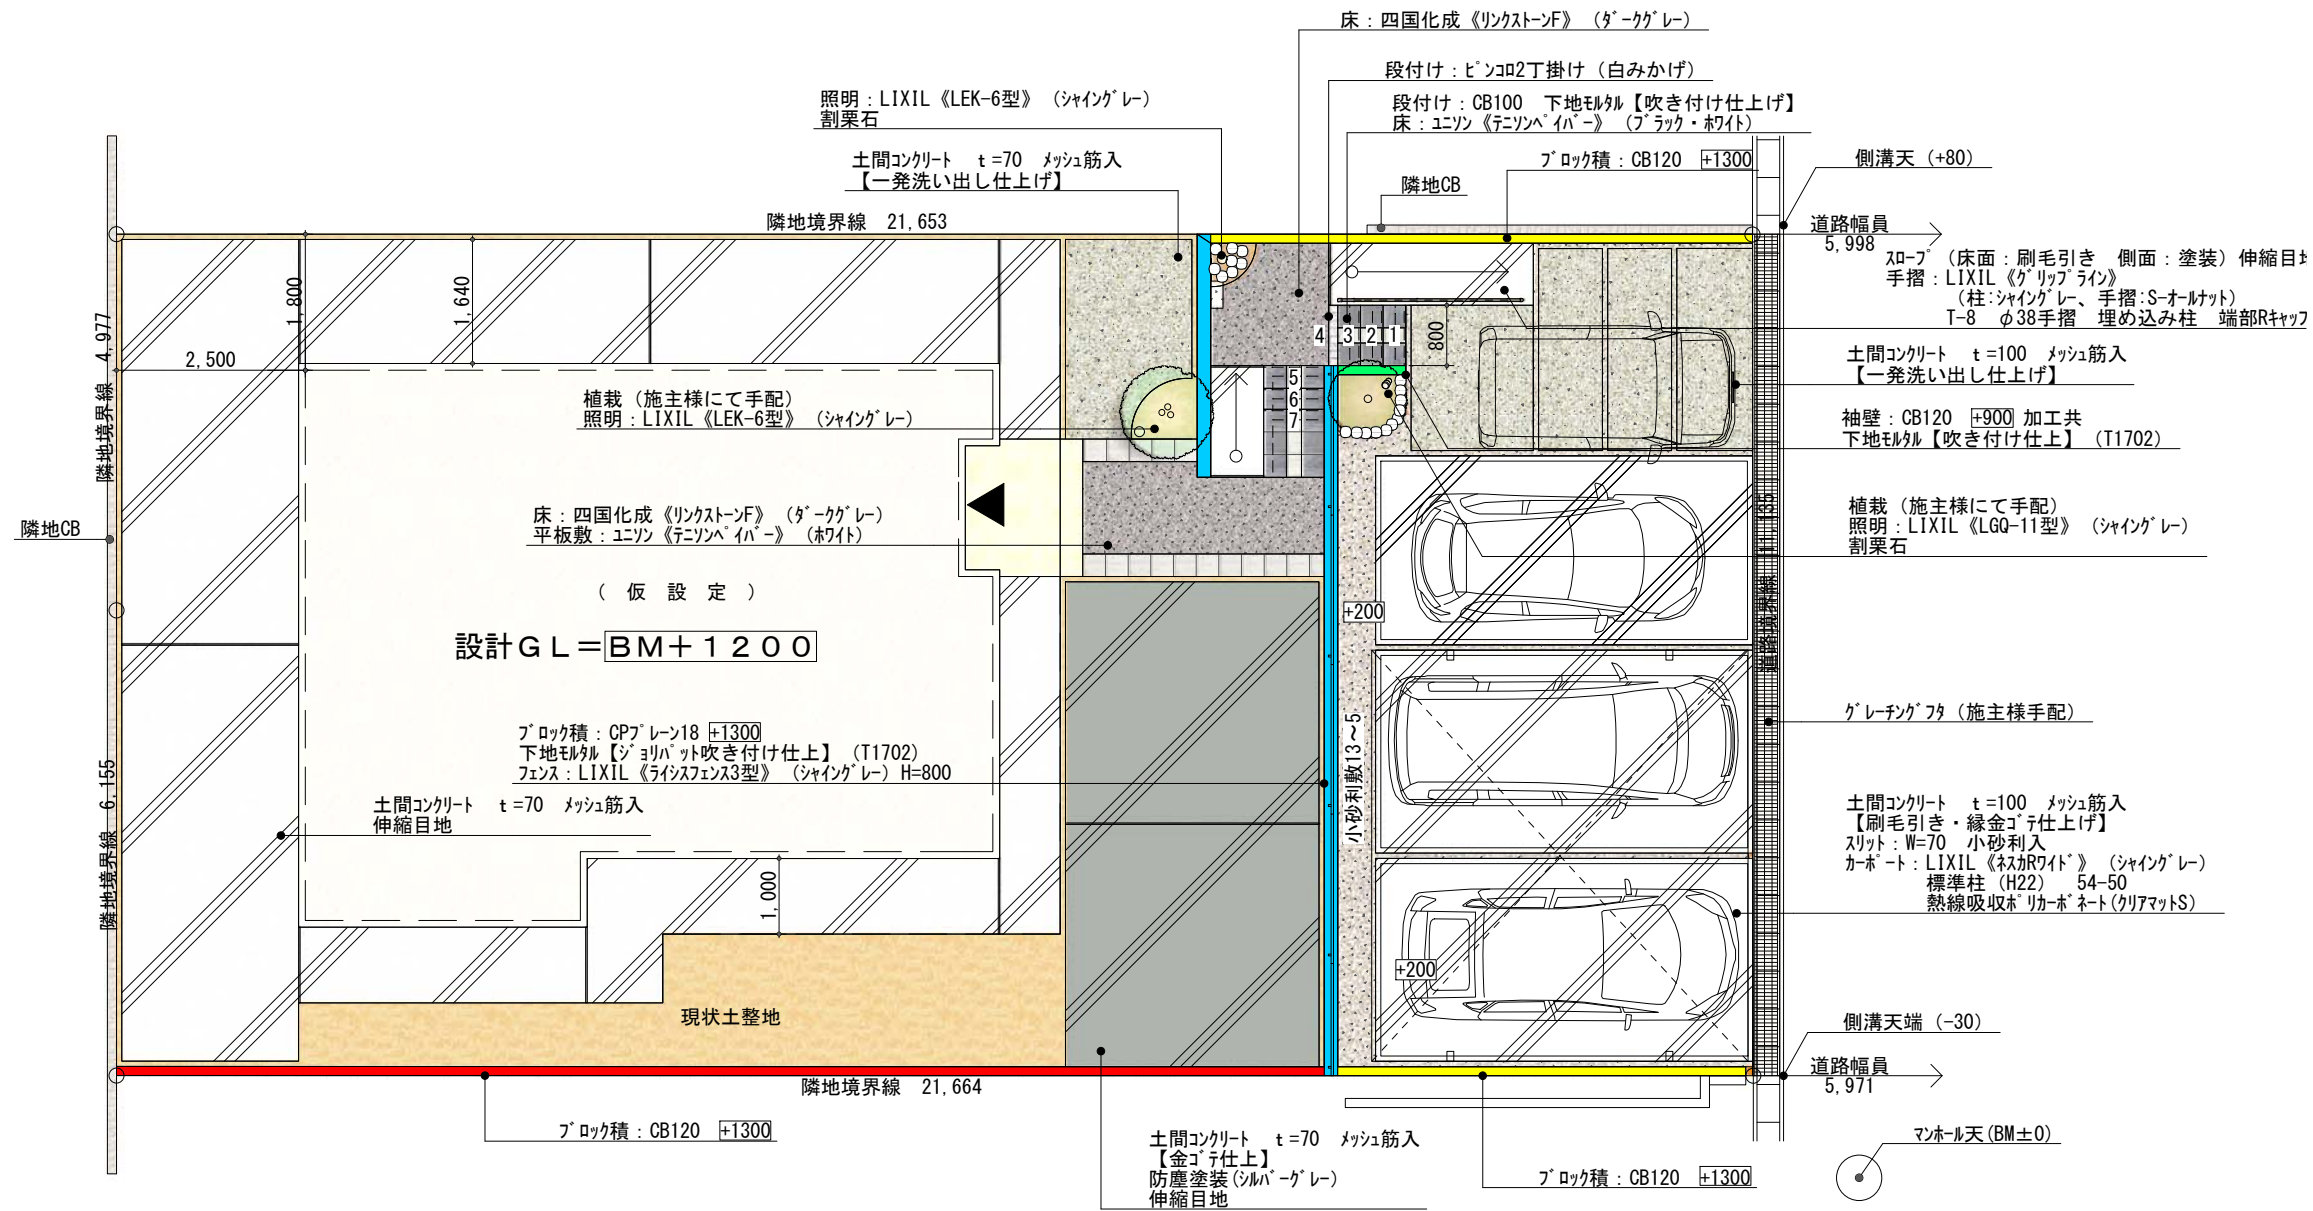 床：四国化成《リンクストーンF》（ダークグレー）
段付け：ピンコロ2丁掛け（白みかげ）
照明：LIXIL《LEK-6型》（シャイングレー）
割栗石
段付け：CB100　下地モルタル【吹き付け仕上げ】
床：ユニソン《テニソンペイバー》（ブラック・ホワイト）
土間コンクリート　t=70　メッシュ筋入
【一発洗い出し仕上げ】
ブロック積：CB120　+1300
側溝天（+80）
隣地CB
隣地境界線　21,653
道路幅員
5,998
スロープ（床面：刷毛引き　側面：塗装）伸縮目地
手摺：LIXIL《グリップライン》
（柱:シャイングレー、手摺:S-オールナット）
T-8　φ38手摺　埋め込み柱　端部Rキャップ
1,800
1,640
隣地境界線　4,977
2,500
4
3
2
1
800
5
6
7
土間コンクリート　t=100　メッシュ筋入
【一発洗い出し仕上げ】
植栽（施主様にて手配）
照明：LIXIL《LEK-6型》（シャイングレー）
袖壁：CB120　+900 加工共
下地モルタル【吹き付け仕上】（T1702）
床：四国化成《リンクストーンF》（ダークグレー）
平板敷：ユニソン《テニソンペイバー》（ホワイト）
植栽（施主様にて手配）
照明：LIXIL《LGQ-11型》（シャイングレー）
割栗石
隣地CB
道路境界線　11,135
（　仮　設　定　）
+200
設計GL＝BM＋1200
グレーチングフタ（施主様手配）
ブロック積：CPプレーン18 +1300
下地モルタル【ジョリパット吹き付け仕上】（T1702）
フェンス：LIXIL《ライシスフェンス3型》（シャイングレー）H=800
小砂利敷13～5
隣地境界線　6,155
土間コンクリート　t=70　メッシュ筋入
伸縮目地
土間コンクリート　t=100　メッシュ筋入
【刷毛引き・縁金ゴテ仕上げ】
スリット：W=70　小砂利入
カーポート：LIXIL《ネスカRワイド》（シャイングレー）
標準柱（H22）　54-50
熱線吸収ポリカーボネート(クリアマットS)
1,000
+200
現状土整地
側溝天端（-30）
道路幅員
5,971
隣地境界線　21,664
ブロック積：CB120　+1300
土間コンクリート　t=70　メッシュ筋入
【金ゴテ仕上】
防塵塗装(シルバーグレー)
伸縮目地
ブロック積：CB120　+1300
マンホール天(BM±0)